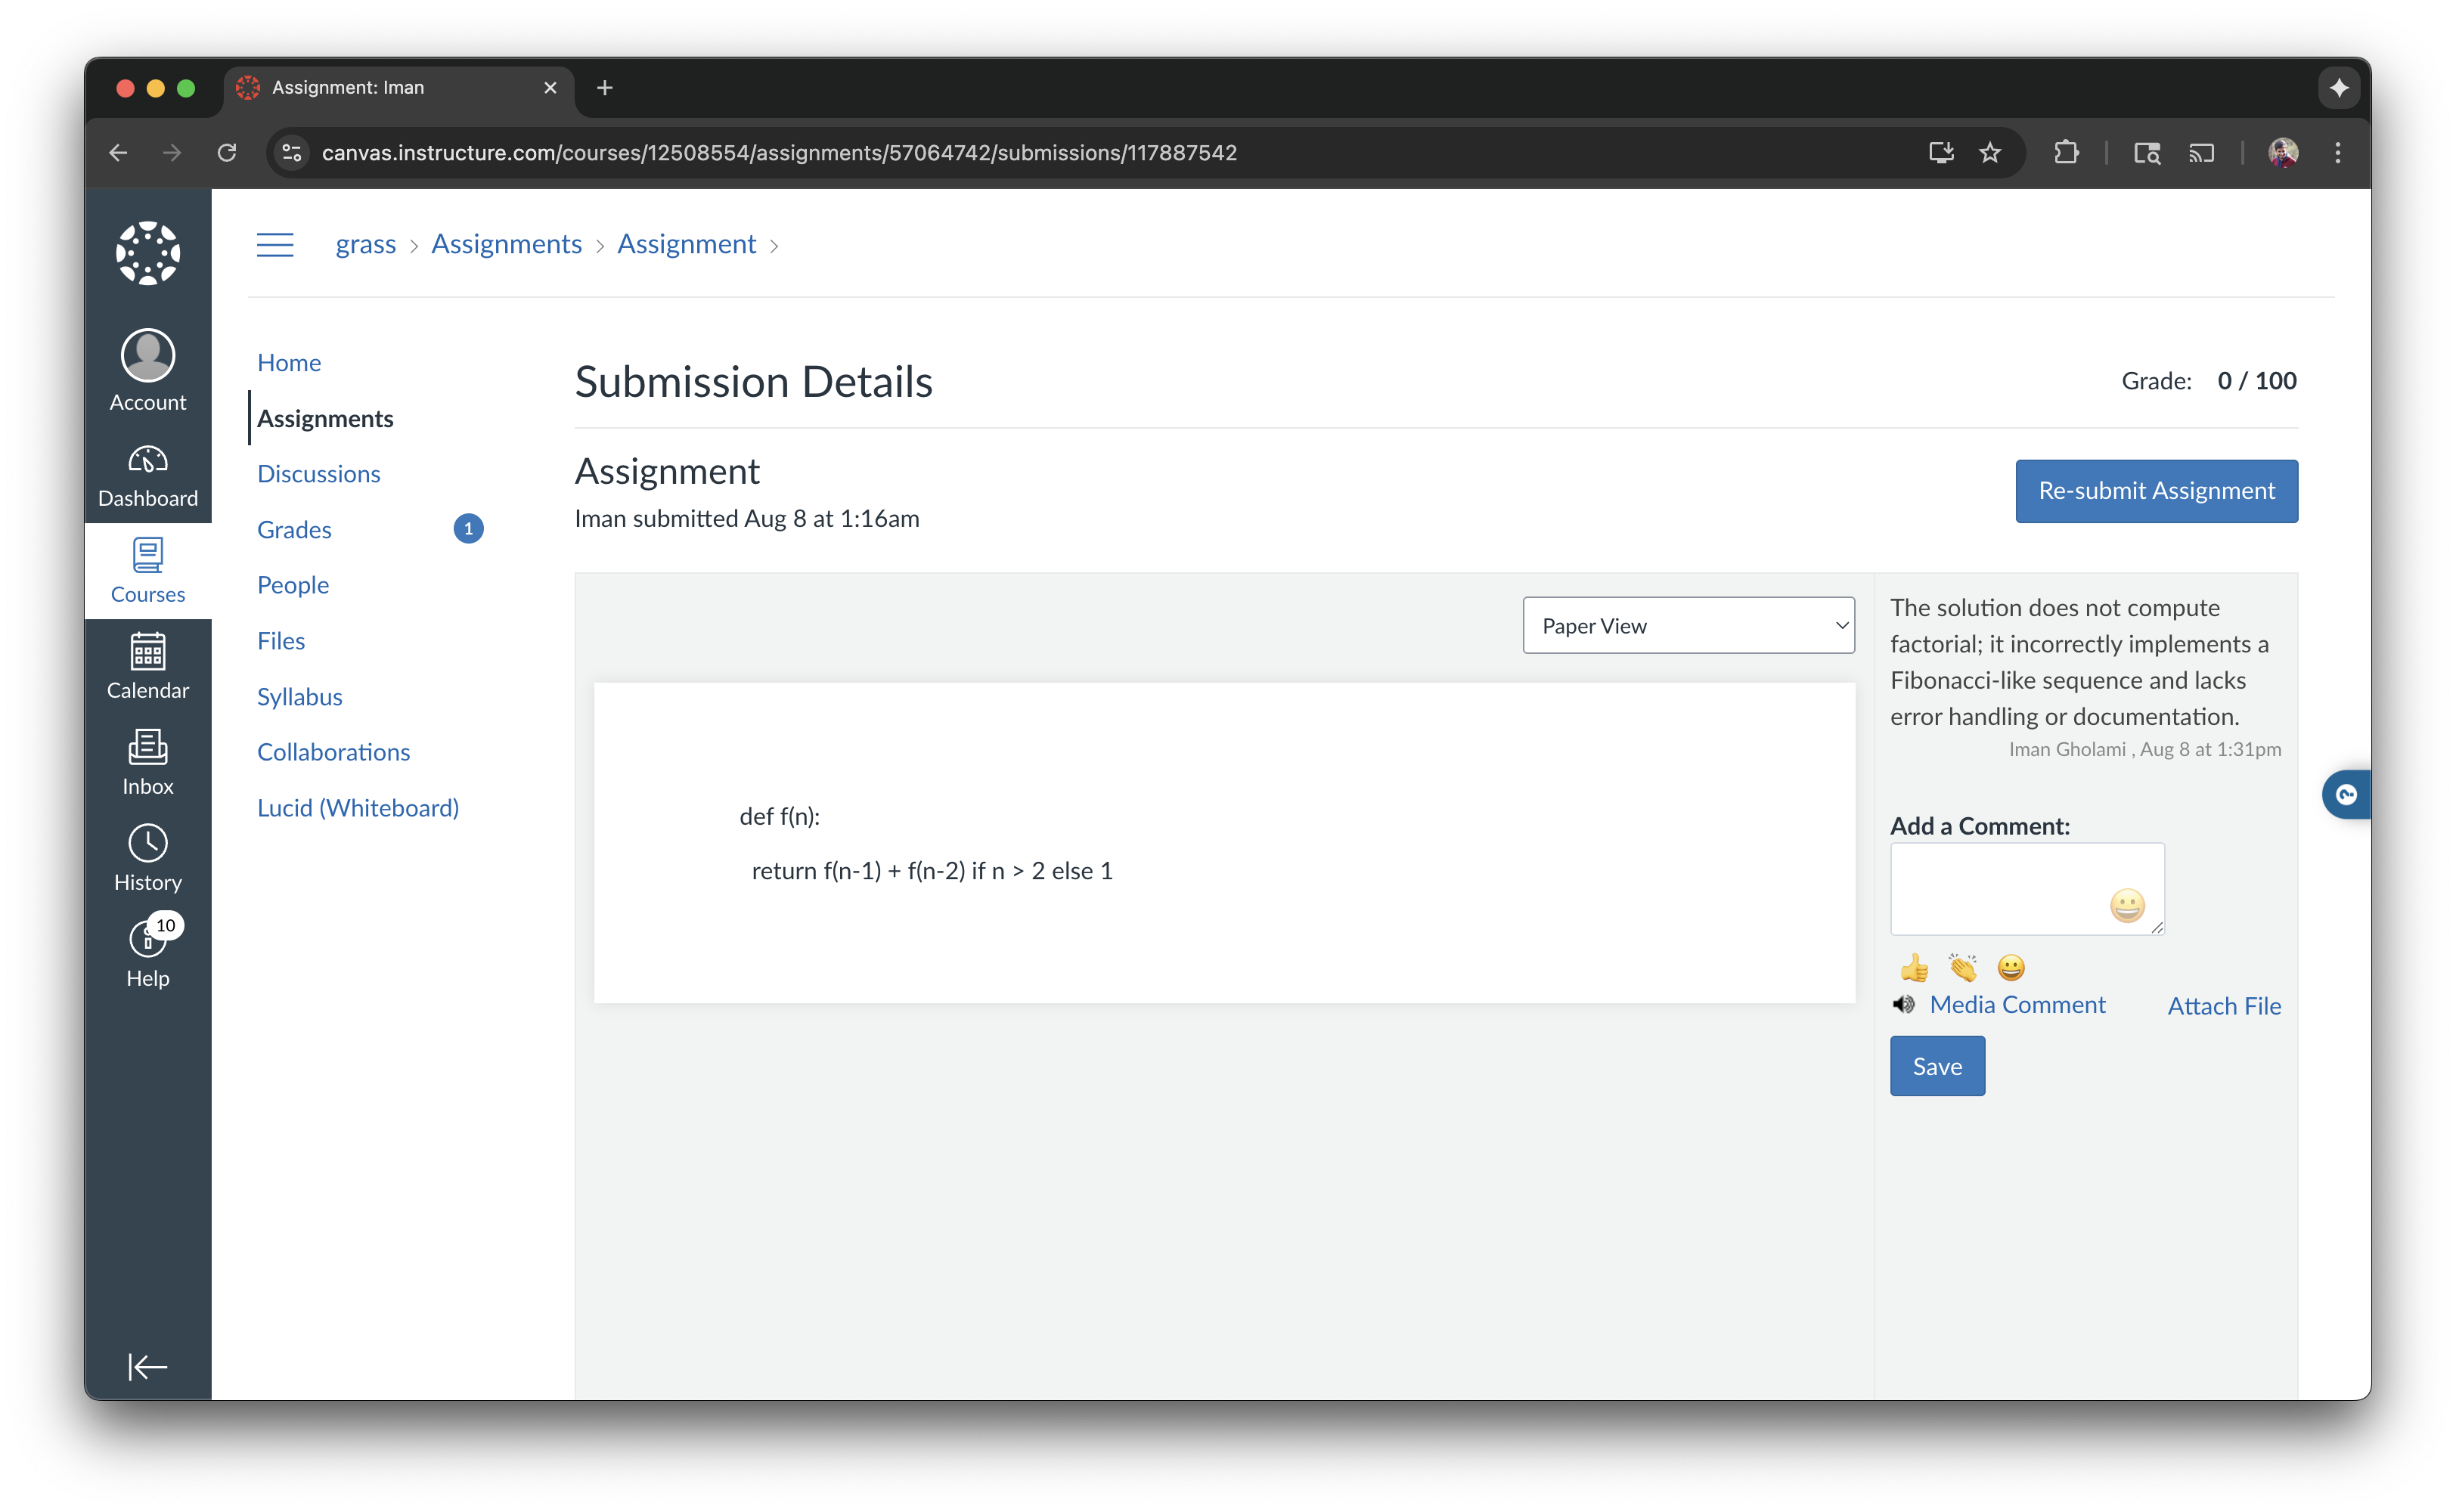 Assignment: Iman
canvas.instructure.com/courses/12508554/assignments/57064742/submissions/117887542
grass > Assignments > Assignment >
Account
Dashboard
Courses
Calendar
Inbox
History
10
Help
Home
Assignments
Discussions
Grades 1
People
Files
Syllabus
Collaborations
Lucid (Whiteboard)
Submission Details
Grade: 0 / 100
Assignment
Iman submitted Aug 8 at 1:16am
Re-submit Assignment
Paper View
def f(n):
return f(n-1) + f(n-2) if n > 2 else 1
The solution does not compute
factorial; it incorrectly implements a
Fibonacci-like sequence and lacks
error handling or documentation.
Iman Gholami , Aug 8 at 1:31pm
Add a Comment:
Media Comment
Attach File
Save